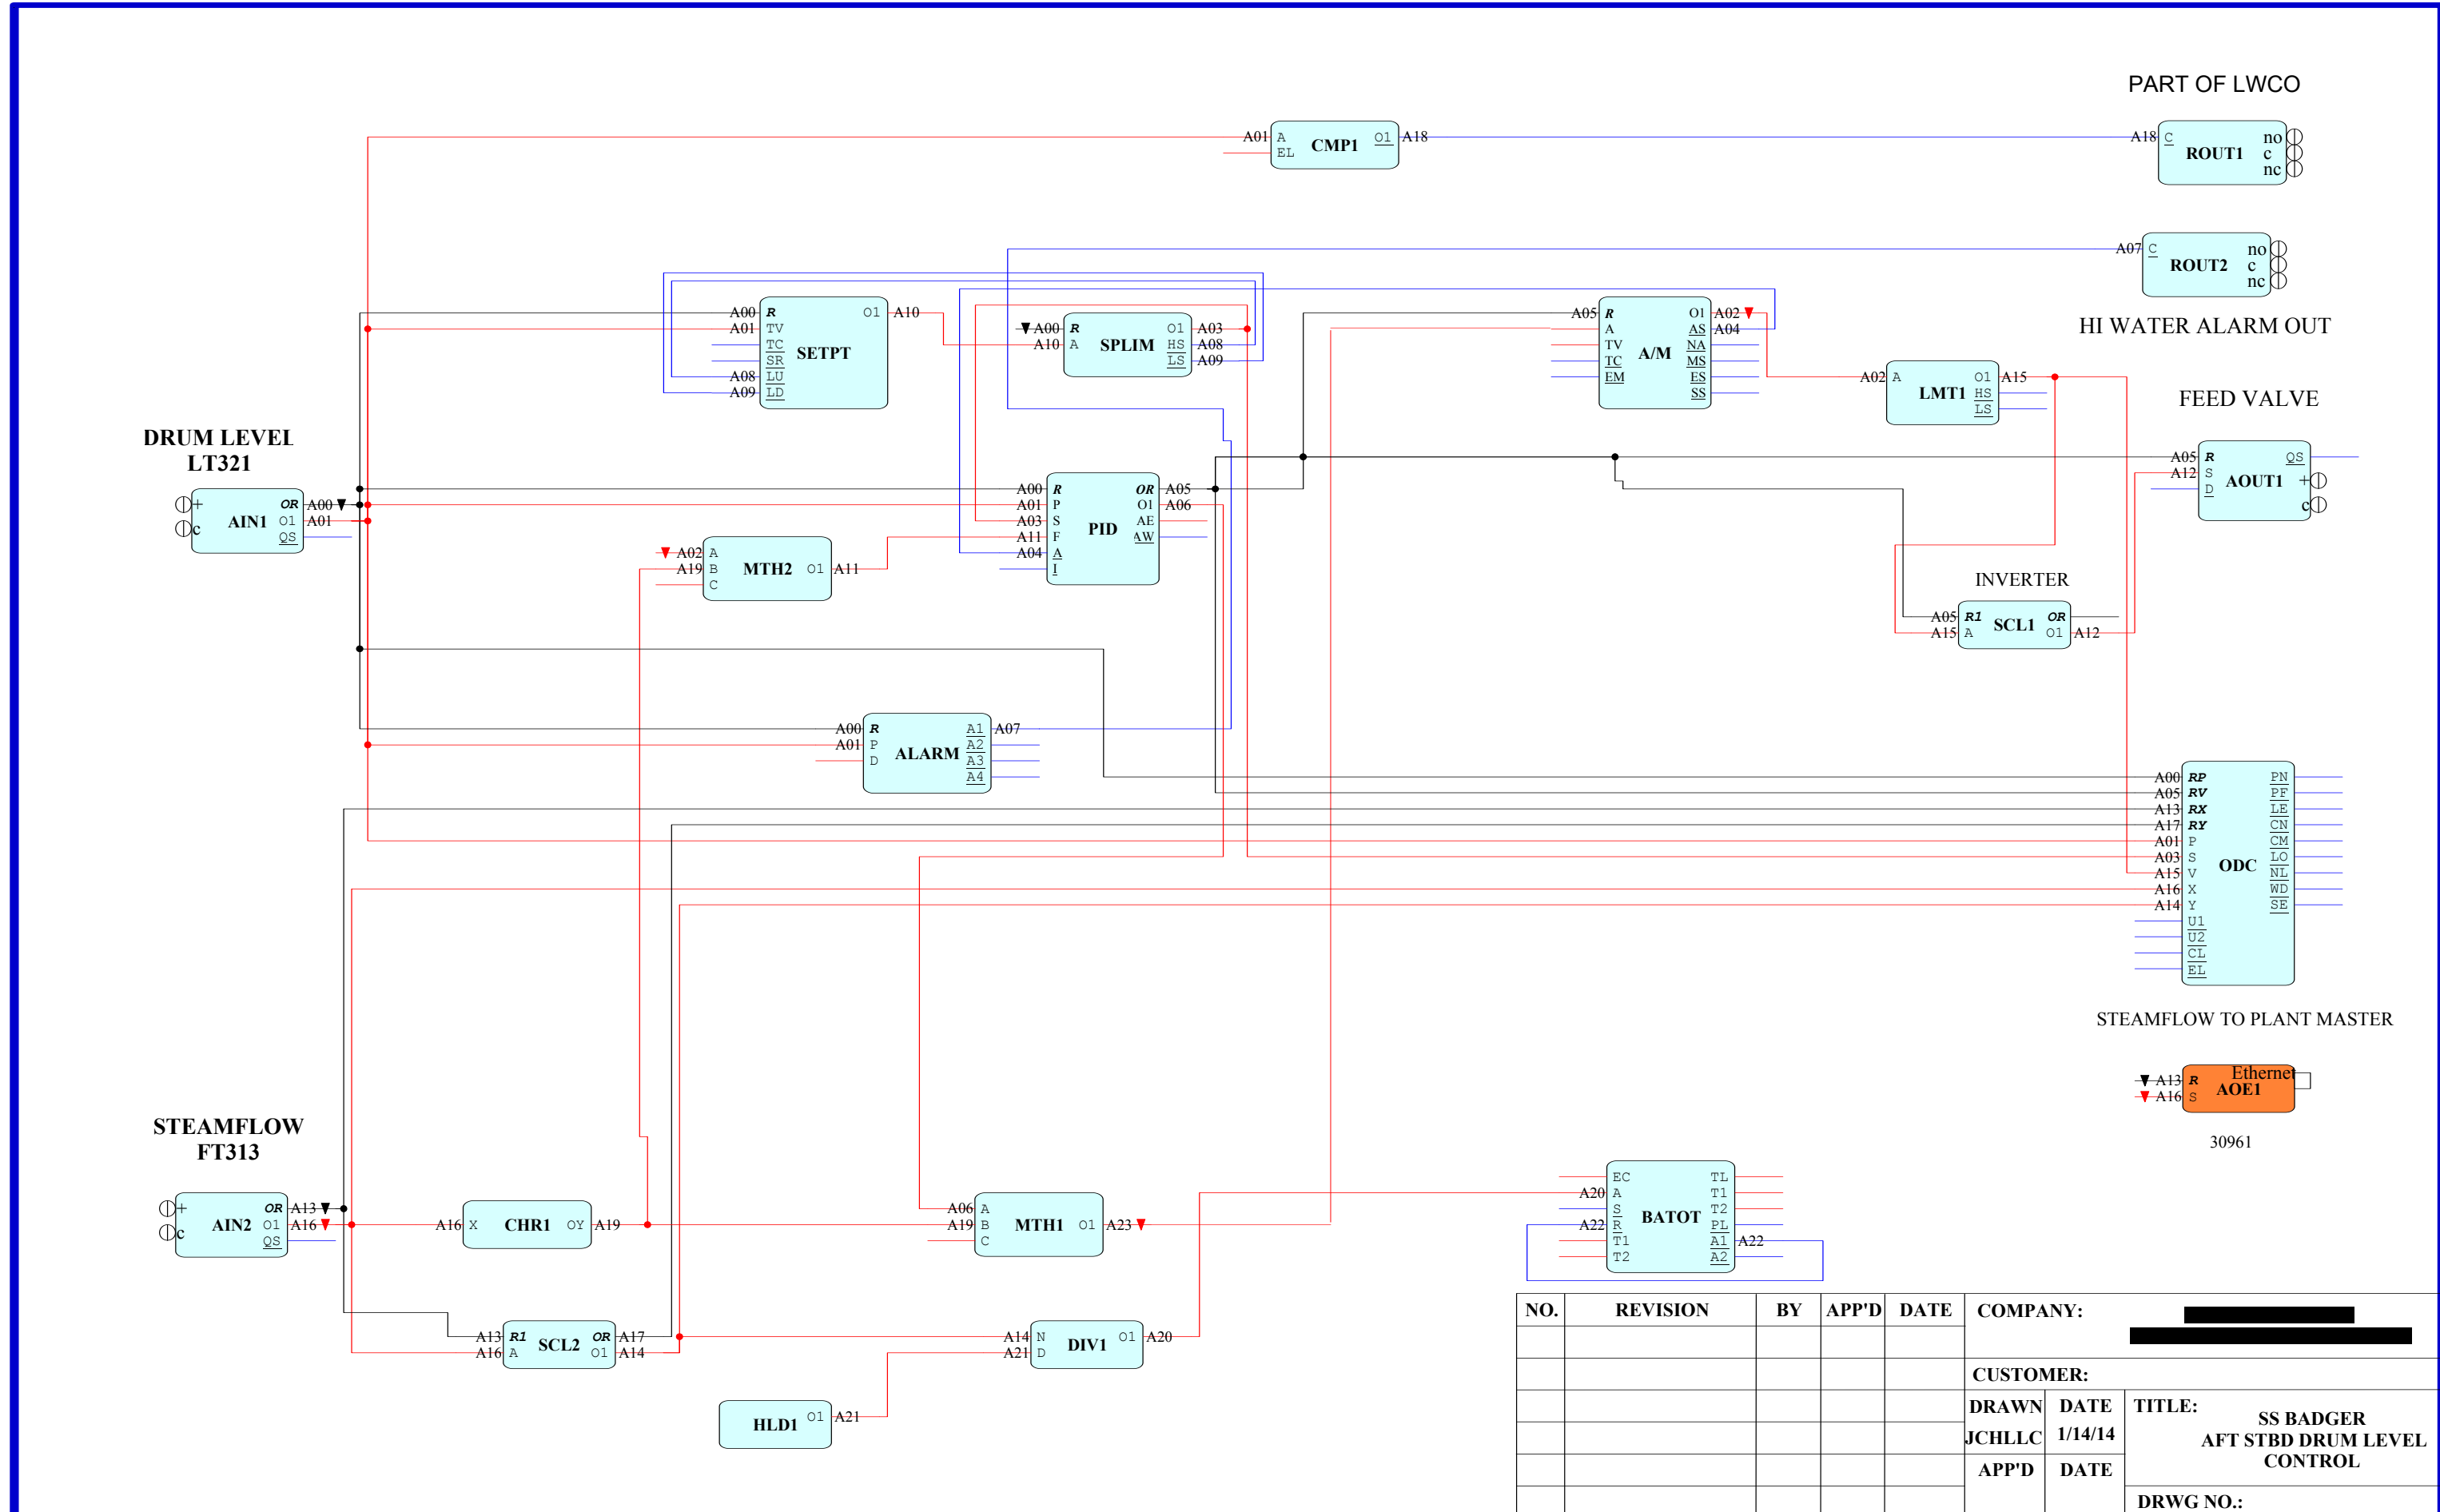 PART OF LWCO
A01 A CMP1 O1 A18
EL
A18 C ROUT1 no
c
nc
A07 C ROUT2 no
c
nc
HI WATER ALARM OUT
A00 R SETPT O1 A10
A01 TV
TC
SR
A08 LU
A09 LD
A00 R SPLIM O1 A03
A10 A HS A08
LS A09
A05 R A/M O1 A02
A AS A04
TV NA
TC MS
EM ES
SS
A02 A LMT1 O1 A15
HS
LS
FEED VALVE
A05 R AOUT1 QS
A12 S +
D c
DRUM LEVEL
LT321
+ AIN1 OR A00
c O1 A01
QS
A00 R PID OR A05
A01 P O1 A06
A03 S AE
A11 F AW
A04 A
I
A02 A MTH2 O1 A11
A19 B
C
INVERTER
A05 R1 SCL1 OR
A15 A O1 A12
A00 R ALARM A1 A07
A01 P A2
D A3
A4
A00 RP ODC PN
A05 RV PF
A13 RX LE
A17 RY CN
A01 P CM
A03 S LO
A15 V NL
A16 X WD
A14 Y SE
U1
U2
CL
EL
STEAMFLOW TO PLANT MASTER
A13 R AOE1 Ethernet
A16 S
30961
STEAMFLOW
FT313
+ AIN2 OR A13
c O1 A16
QS
A16 X CHR1 OY A19
A06 A MTH1 O1 A23
A19 B
C
EC BATOT TL
A20 A T1
S T2
A22 R PL
T1 A1 A22
T2 A2
A13 R1 SCL2 OR A17
A16 A O1 A14
A14 N DIV1 O1 A20
A21 D
HLD1 O1 A21
NO. REVISION BY APP'D DATE COMPANY:
CUSTOMER:
DRAWN DATE TITLE:
JCHLLC 1/14/14
SS BADGER
AFT STBD DRUM LEVEL
CONTROL
APP'D DATE
DRWG NO.: